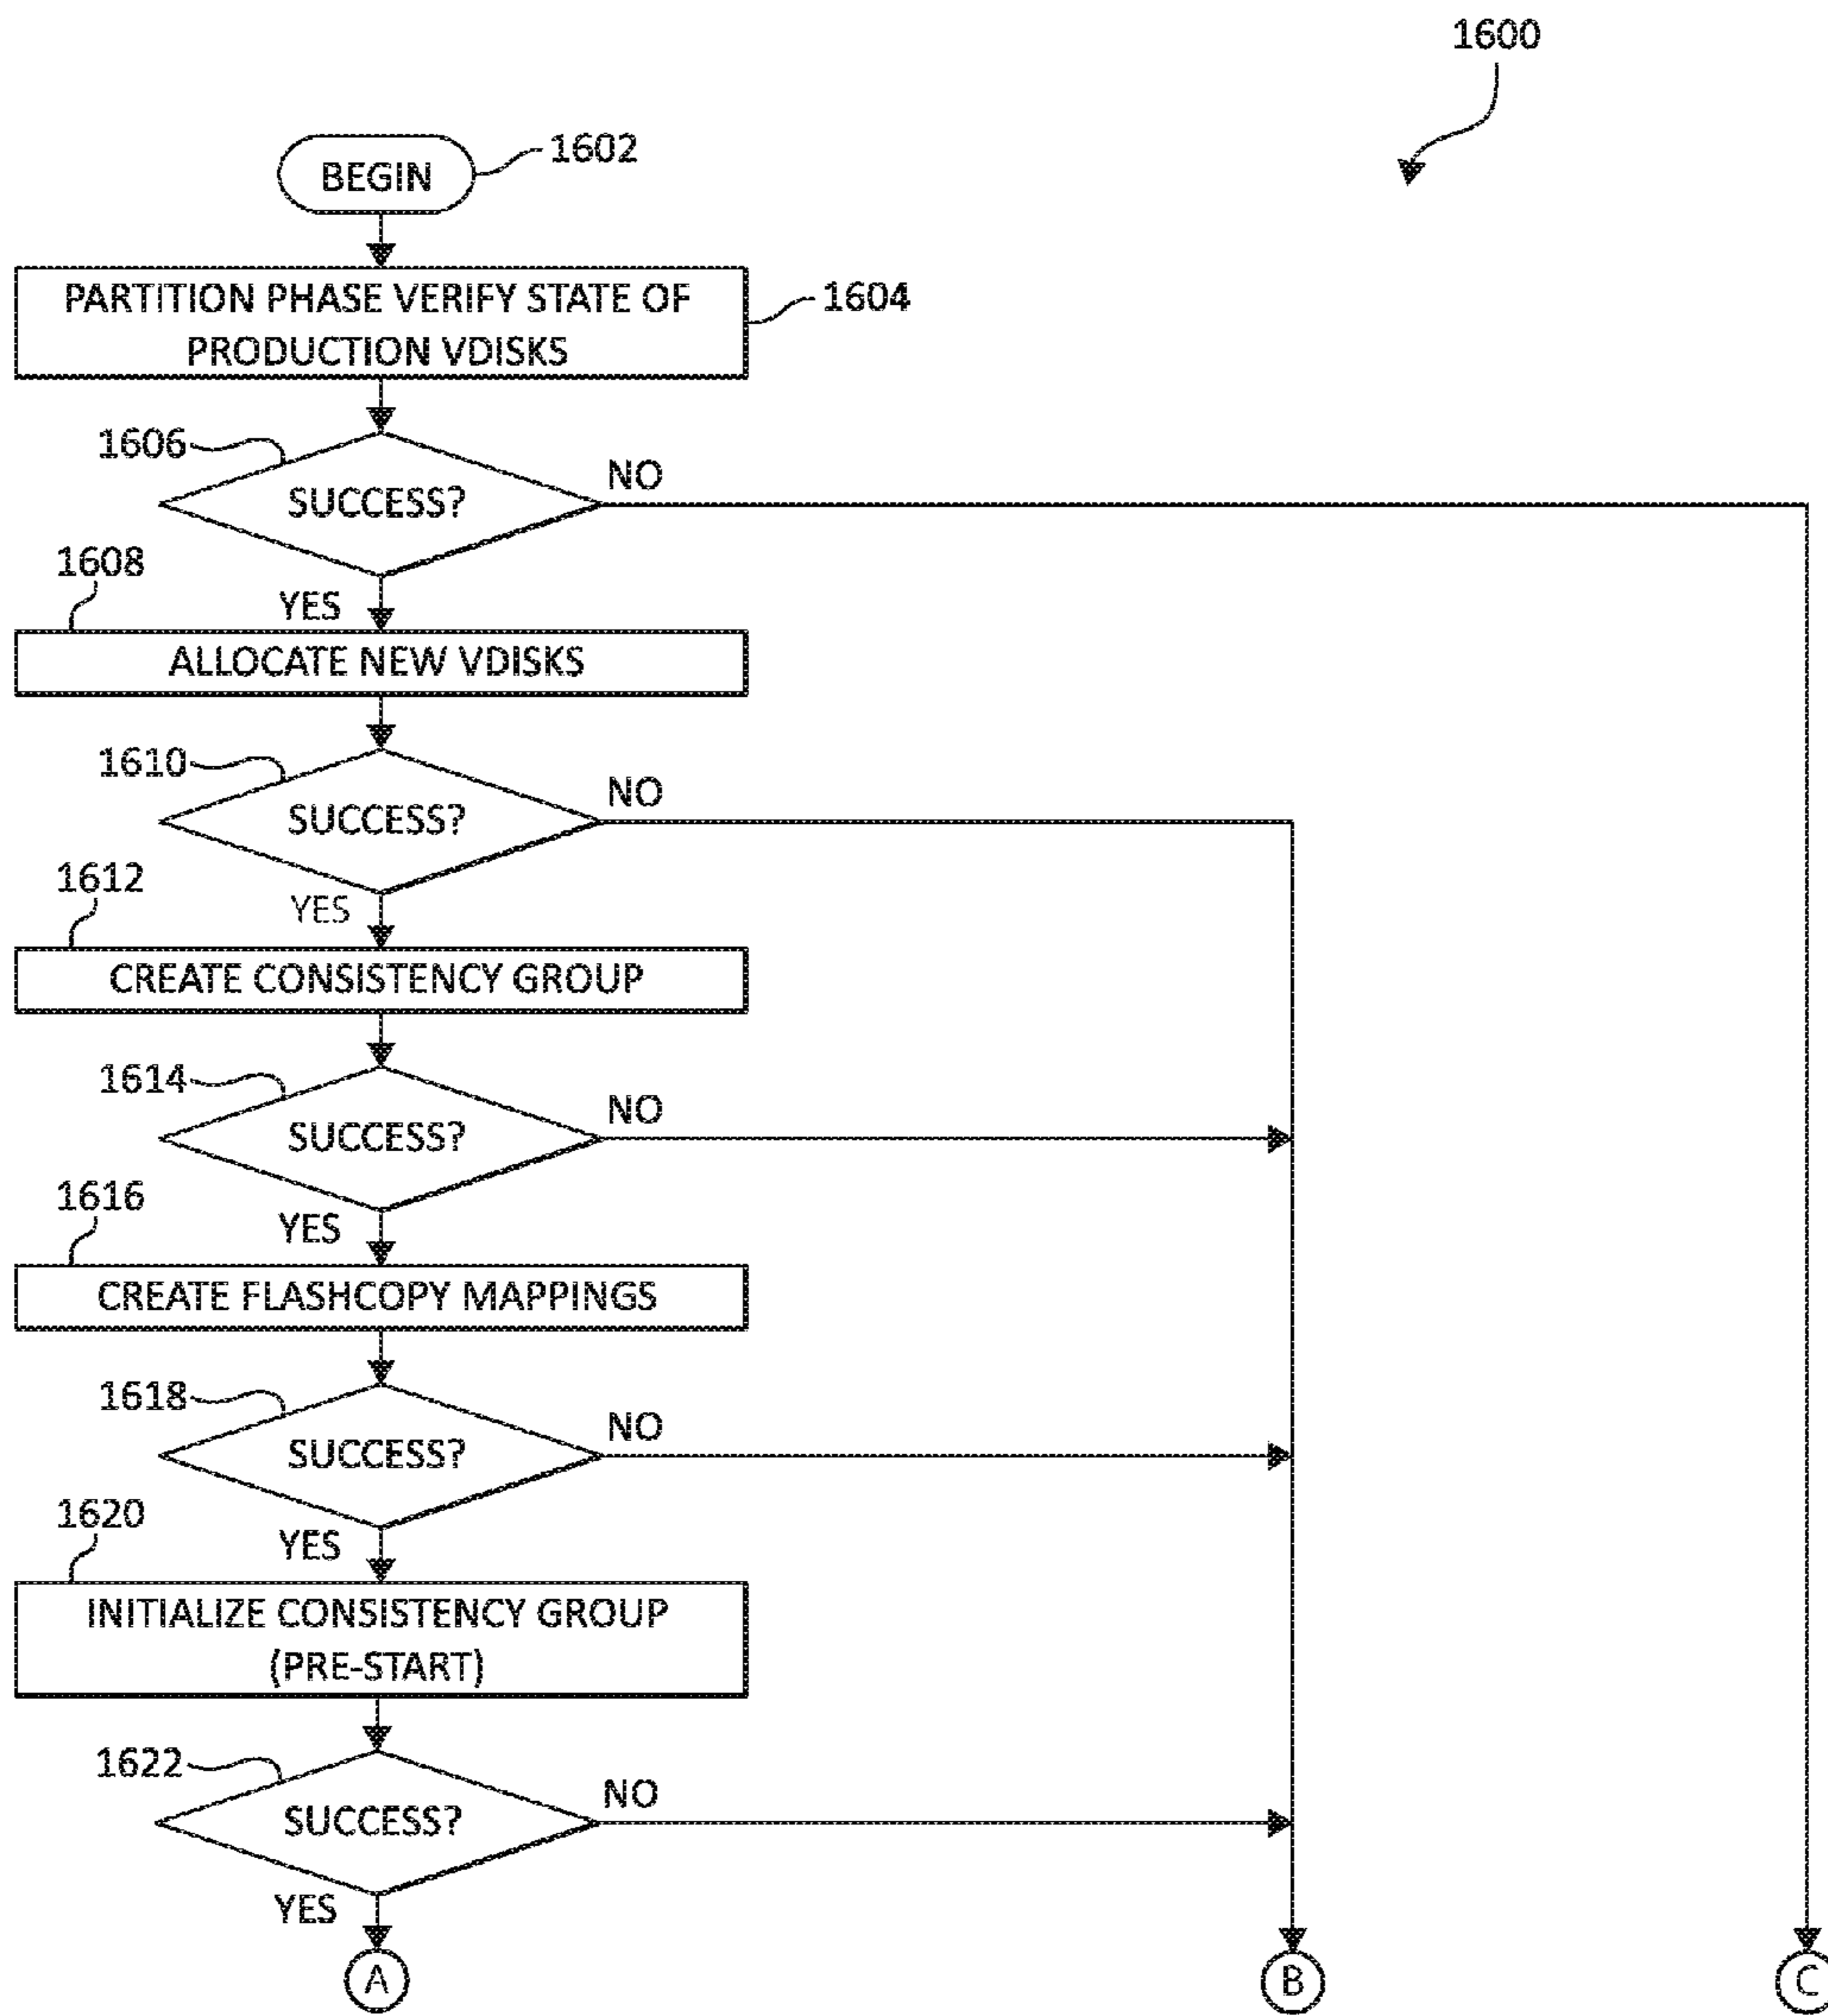 1600
BEGIN
1602
PARTITION PHASE VERIFY STATE OF
PRODUCTION VDISKS
1604
1606
SUCCESS?
NO
YES
1608
ALLOCATE NEW VDISKS
1610
SUCCESS?
NO
YES
1612
CREATE CONSISTENCY GROUP
1614
SUCCESS?
NO
YES
1616
CREATE FLASHCOPY MAPPINGS
1618
SUCCESS?
NO
YES
1620
INITIALIZE CONSISTENCY GROUP
(PRE-START)
1622
SUCCESS?
NO
YES
A
B
C